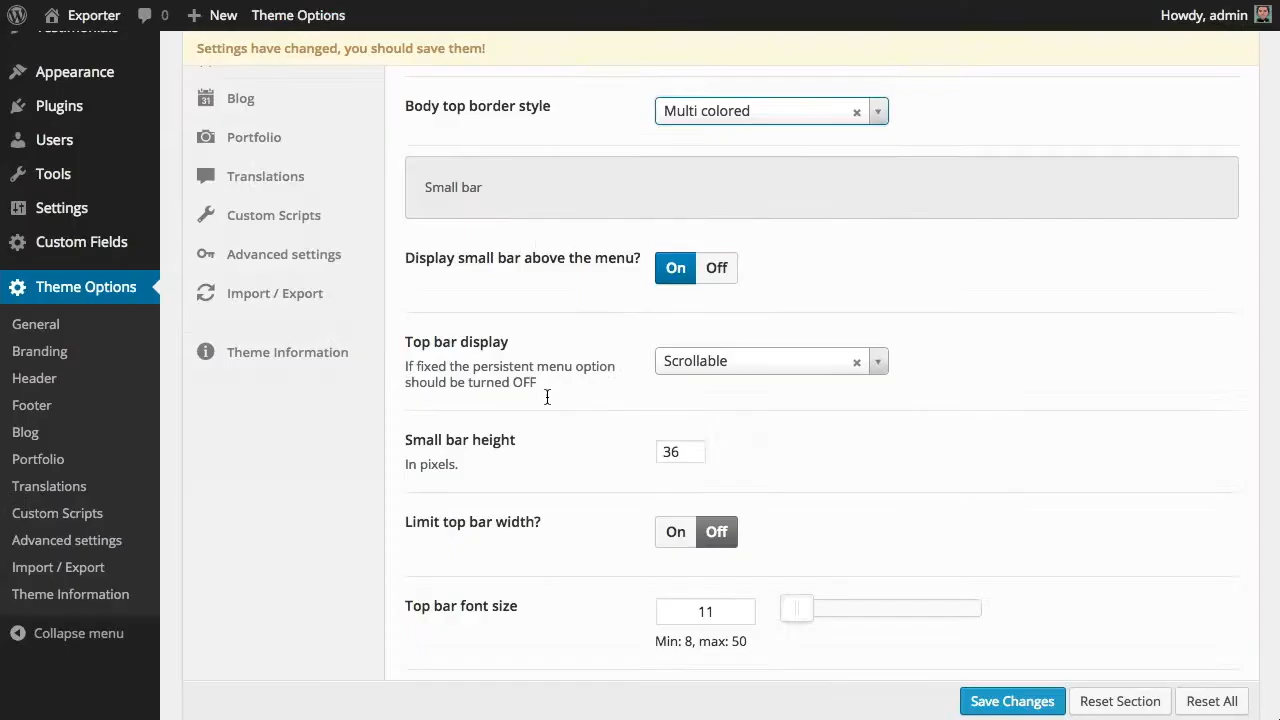 Exporter 0 New Theme Options Howdy, admin
Testimonials
Appearance
Plugins
Users
Tools
Settings
Custom Fields
Theme Options
General
Branding
Header
Footer
Blog
Portfolio
Translations
Custom Scripts
Advanced settings
Import / Export
Theme Information
Collapse menu
Settings have changed, you should save them!
31 Blog
Portfolio
Translations
Custom Scripts
Advanced settings
Import / Export
Theme Information
Body top border style Multi colored
Small bar
Display small bar above the menu? On Off
Top bar display Scrollable
If fixed the persistent menu option
should be turned OFF
Small bar height 36
In pixels.
Limit top bar width? On Off
Top bar font size 11
Min: 8, max: 50
Save Changes Reset Section Reset All